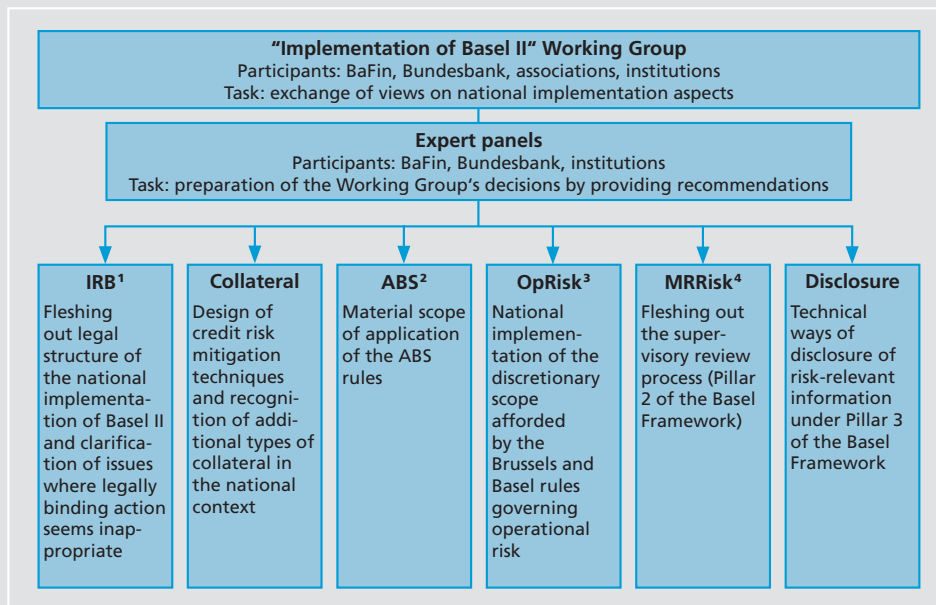 “Implementation of Basel II“ Working Group
Participants: BaFin, Bundesbank, associations, institutions
Task: exchange of views on national implementation aspects
Expert panels
Participants: BaFin, Bundesbank, institutions
Task: preparation of the Working Group‘s decisions by providing recommendations
IRB¹
Fleshing
out legal
structure of
the national
implementa-
tion of Basel II
and clarifica-
tion of issues
where legally
binding action
seems inap-
propriate
Collateral
Design of
credit risk
mitigation
techniques
and recogni-
tion of addi-
tional types of
collateral in
the national
context
ABS²
Material scope
of application
of the ABS
rules
OpRisk³
National
implemen-
tation of the
discretionary
scope
afforded
by the
Brussels and
Basel rules
governing
operational
risk
MRRisk⁴
Fleshing out
the super-
visory review
process (Pillar
2 of the Basel
Framework)
Disclosure
Technical
ways of
disclosure of
risk-relevant
information
under Pillar 3
of the Basel
Framework